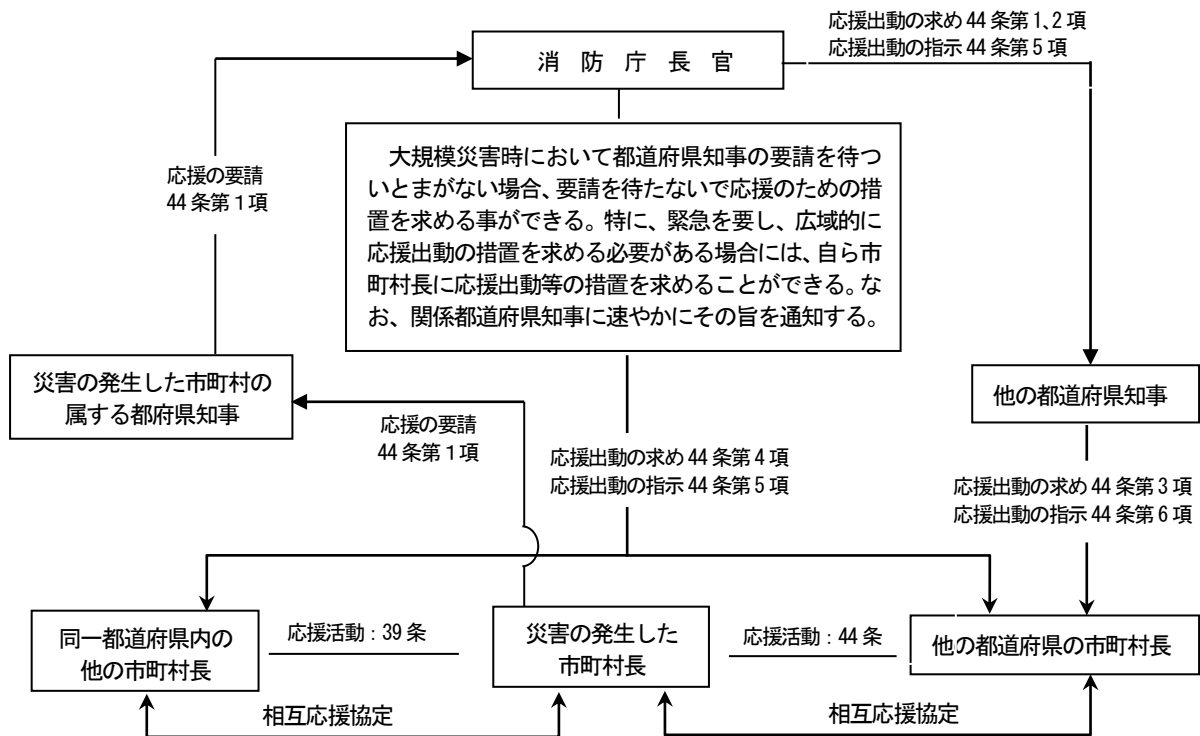 応援出動の求め 44 条第 1、2 項
応援出動の指示 44 条第 5 項
消 防 庁 長 官
応援の要請
44 条第 1 項
大規模災害時において都道府県知事の要請を待つ
いとまがない場合、要請を待たないで応援のための措
置を求める事ができる。特に、緊急を要し、広域的に
応援出動の措置を求める必要がある場合には、自ら市
町村長に応援出動等の措置を求めることができる。な
お、関係都道府県知事に速やかにその旨を通知する。
災害の発生した市町村の
属する都府県知事
他の都道府県知事
応援の要請
44 条第 1 項
応援出動の求め 44 条第 4 項
応援出動の指示 44 条第 5 項
応援出動の求め 44 条第 3 項
応援出動の指示 44 条第 6 項
同一都道府県内の
他の市町村長
応援活動：39 条
災害の発生した
市町村長
応援活動：44 条
他の都道府県の市町村長
相互応援協定
相互応援協定